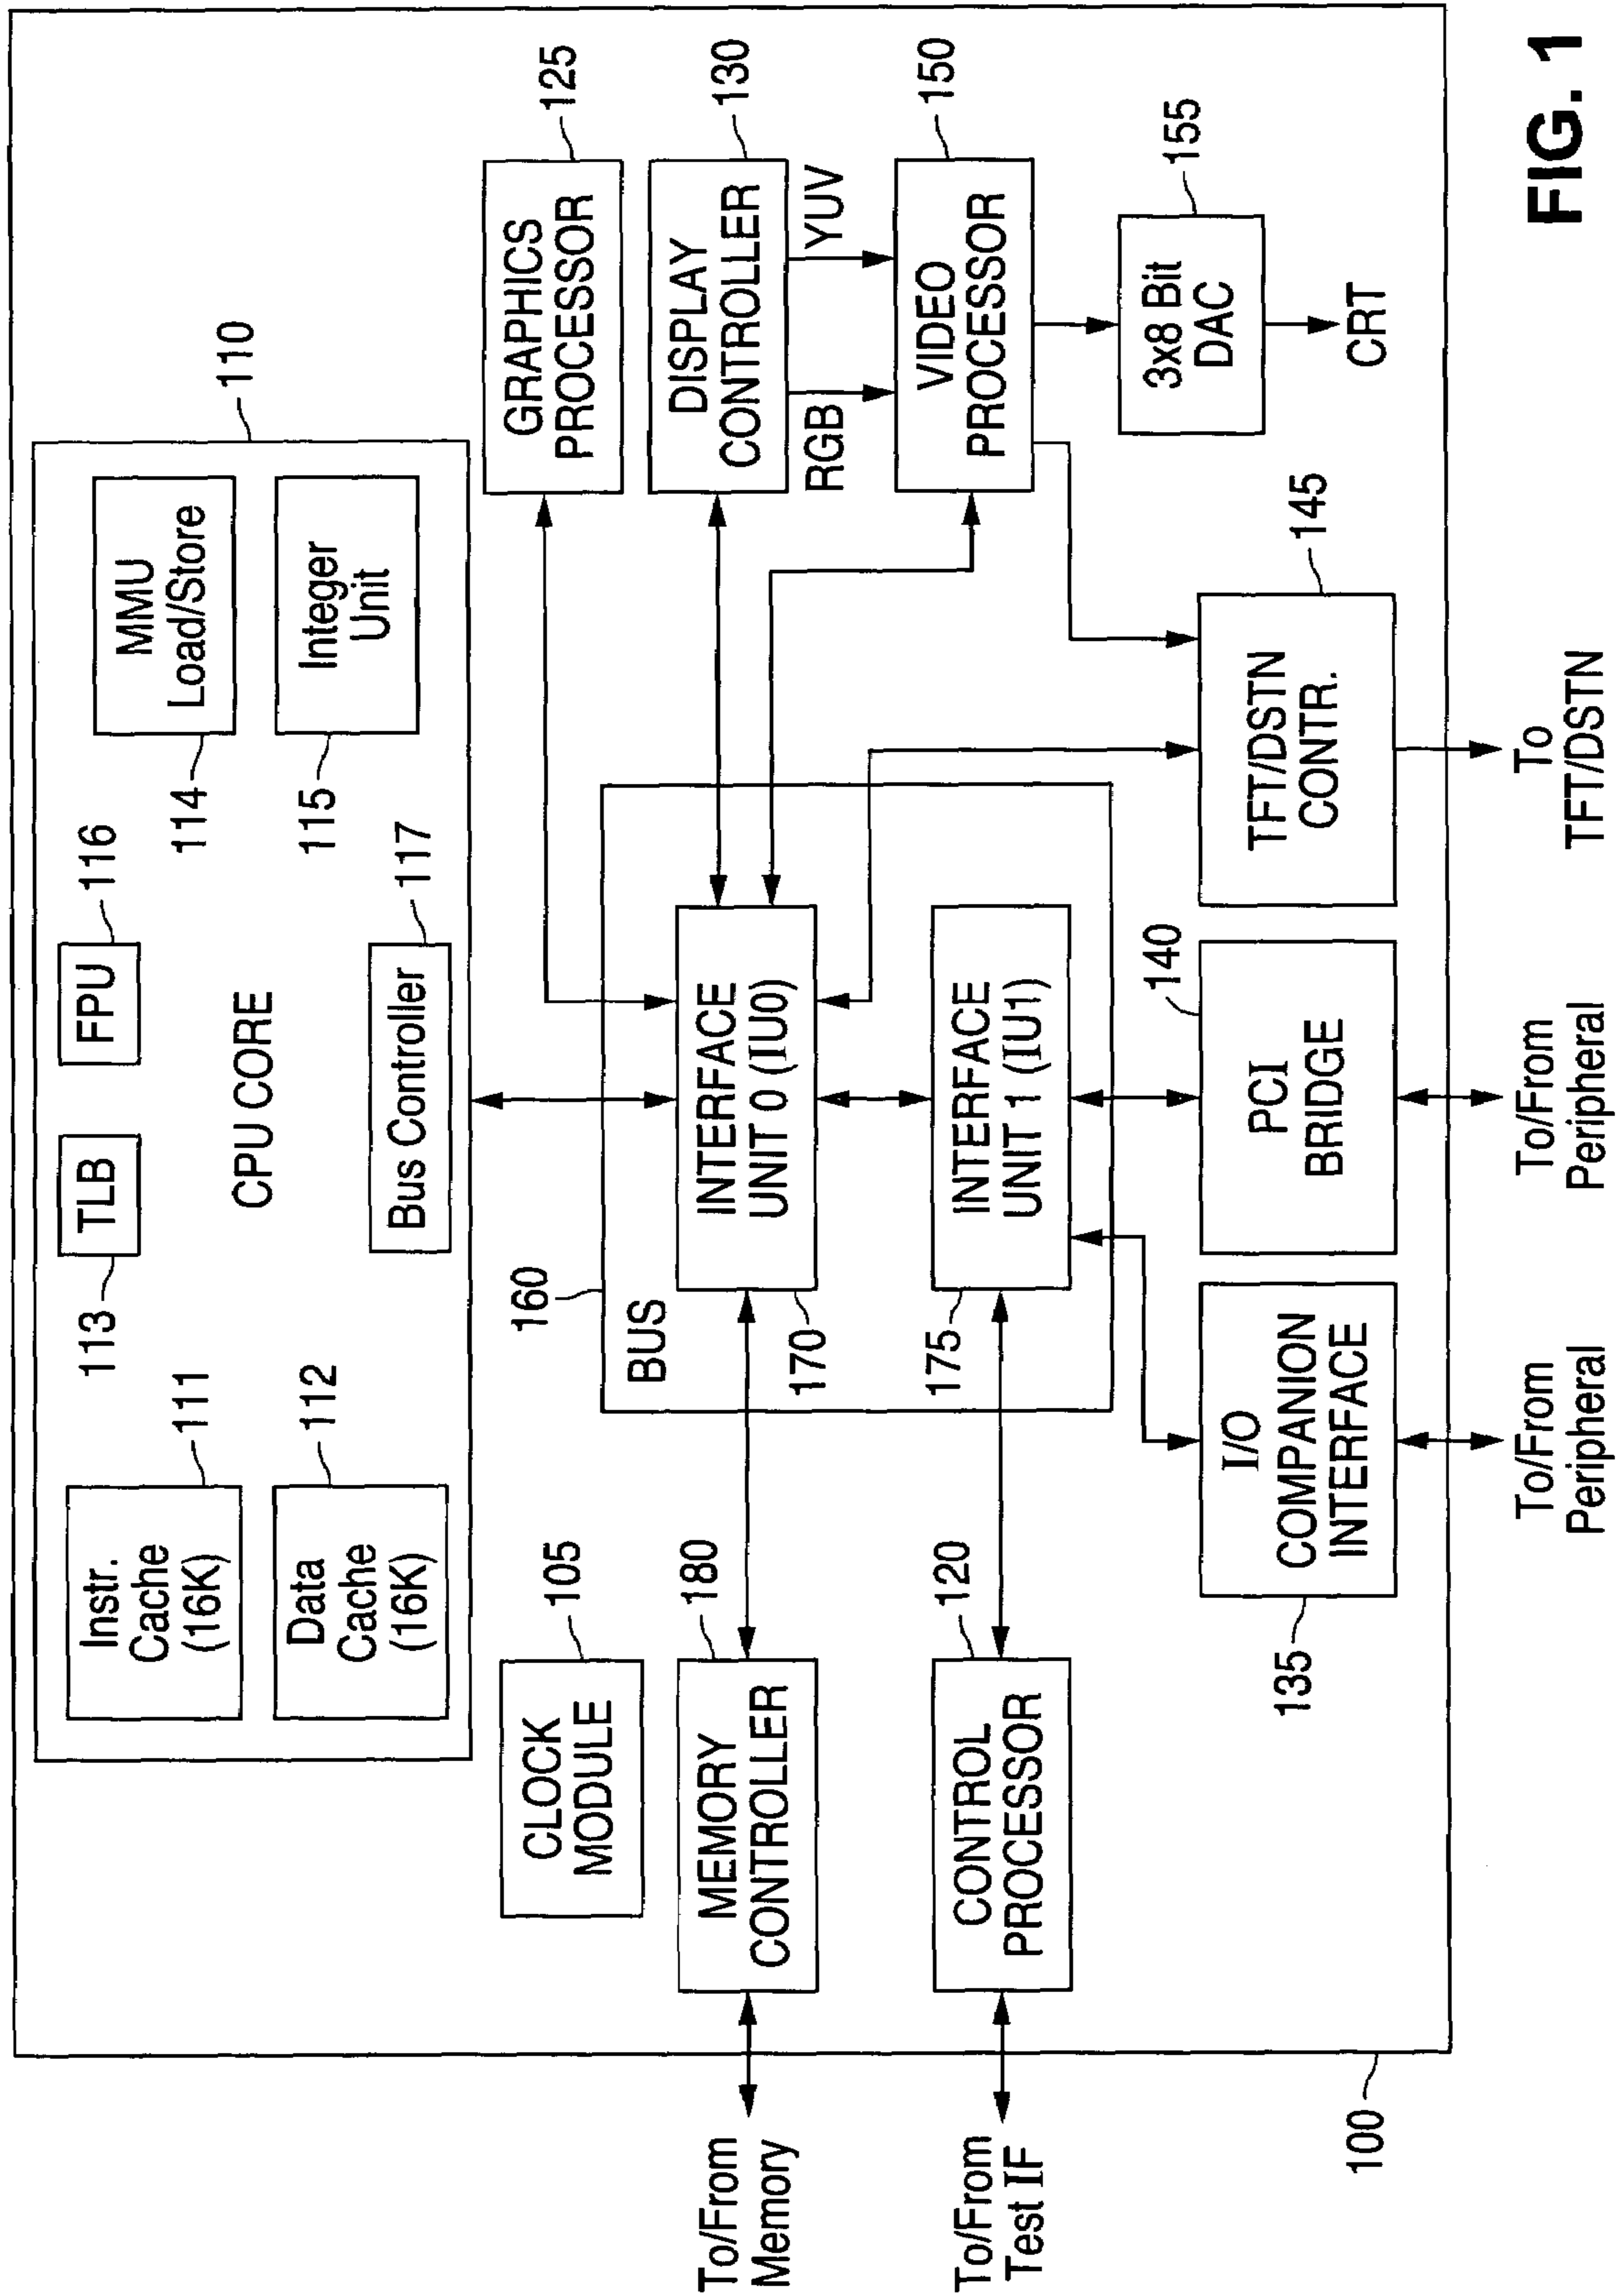 110
Instr.
Cache
(16K)
111
Data
Cache
(16K)
112
TLB
113
FPU
116
CPU CORE
Bus Controller
117
MMU
Load/Store
114
Integer
Unit
115
CLOCK
MODULE
105
160
BUS
GRAPHICS
PROCESSOR
125
To/From
Memory
MEMORY
CONTROLLER
180
INTERFACE
UNIT 0 (IU0)
170
DISPLAY
CONTROLLER
130
RGB
YUV
To/From
Test IF
CONTROL
PROCESSOR
120
INTERFACE
UNIT 1 (IU1)
175
VIDEO
PROCESSOR
150
3x8 Bit
DAC
155
CRT
I/O
COMPANION
INTERFACE
135
PCI
BRIDGE
140
TFT/DSTN
CONTR.
145
100
To/From
Peripheral
To/From
Peripheral
To
TFT/DSTN
FIG. 1